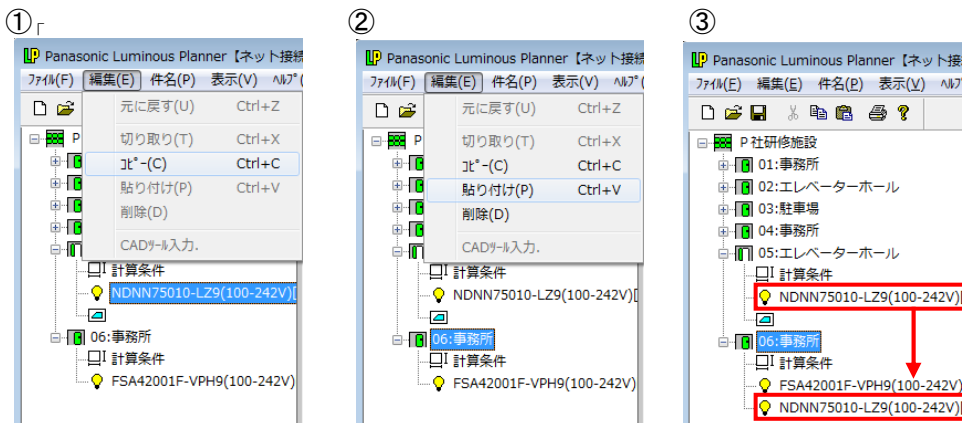 ①
Panasonic Luminous Planner【ネット接続
ﾌｧｲﾙ(F) 編集(E) 件名(P) 表示(V) ﾍﾙﾌﾟ(
元に戻す(U) Ctrl+Z
切り取り(T) Ctrl+X
ｺﾋﾟｰ(C) Ctrl+C
貼り付け(P) Ctrl+V
削除(D)
CADﾂｰﾙ入力.
P
計算条件
NDNN75010-LZ9(100-242V)[
06:事務所
計算条件
FSA42001F-VPH9(100-242V)
②
Panasonic Luminous Planner【ネット接続
ﾌｧｲﾙ(F) 編集(E) 件名(P) 表示(V) ﾍﾙﾌﾟ(
元に戻す(U) Ctrl+Z
切り取り(T) Ctrl+X
ｺﾋﾟｰ(C) Ctrl+C
貼り付け(P) Ctrl+V
削除(D)
CADﾂｰﾙ入力.
P
計算条件
NDNN75010-LZ9(100-242V)[
06:事務所
計算条件
FSA42001F-VPH9(100-242V)
③
Panasonic Luminous Planner【ネット接
ﾌｧｲﾙ(F) 編集(E) 件名(P) 表示(V) ﾍﾙﾌﾟ
P社研修施設
01:事務所
02:エレベーターホール
03:駐車場
04:事務所
05:エレベーターホール
計算条件
NDNN75010-LZ9(100-242V)[
06:事務所
計算条件
FSA42001F-VPH9(100-242V)
NDNN75010-LZ9(100-242V)[